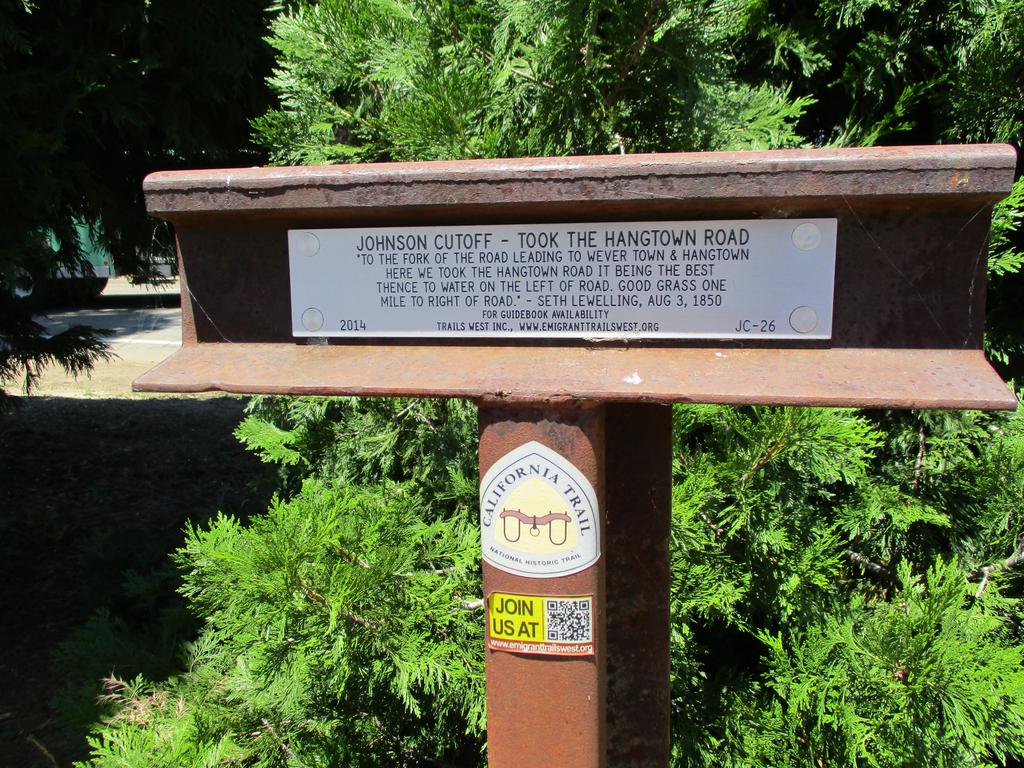 JOHNSON CUTOFF - TOOK THE HANGTOWN ROAD
"TO THE FORK OF THE ROAD LEADING TO WEVER TOWN & HANGTOWN
HERE WE TOOK THE HANGTOWN ROAD IT BEING THE BEST
THENCE TO WATER ON THE LEFT OF ROAD. GOOD GRASS ONE
MILE TO RIGHT OF ROAD." - SETH LEWELLING, AUG 3, 1850
FOR GUIDEBOOK AVAILABILITY
2014 TRAILS WEST INC., WWW.EMIGRANTTRAILSWEST.ORG JC-26
CALIFORNIA TRAIL
NATIONAL HISTORIC TRAIL
JOIN
US AT
www.emigranttrailswest.org